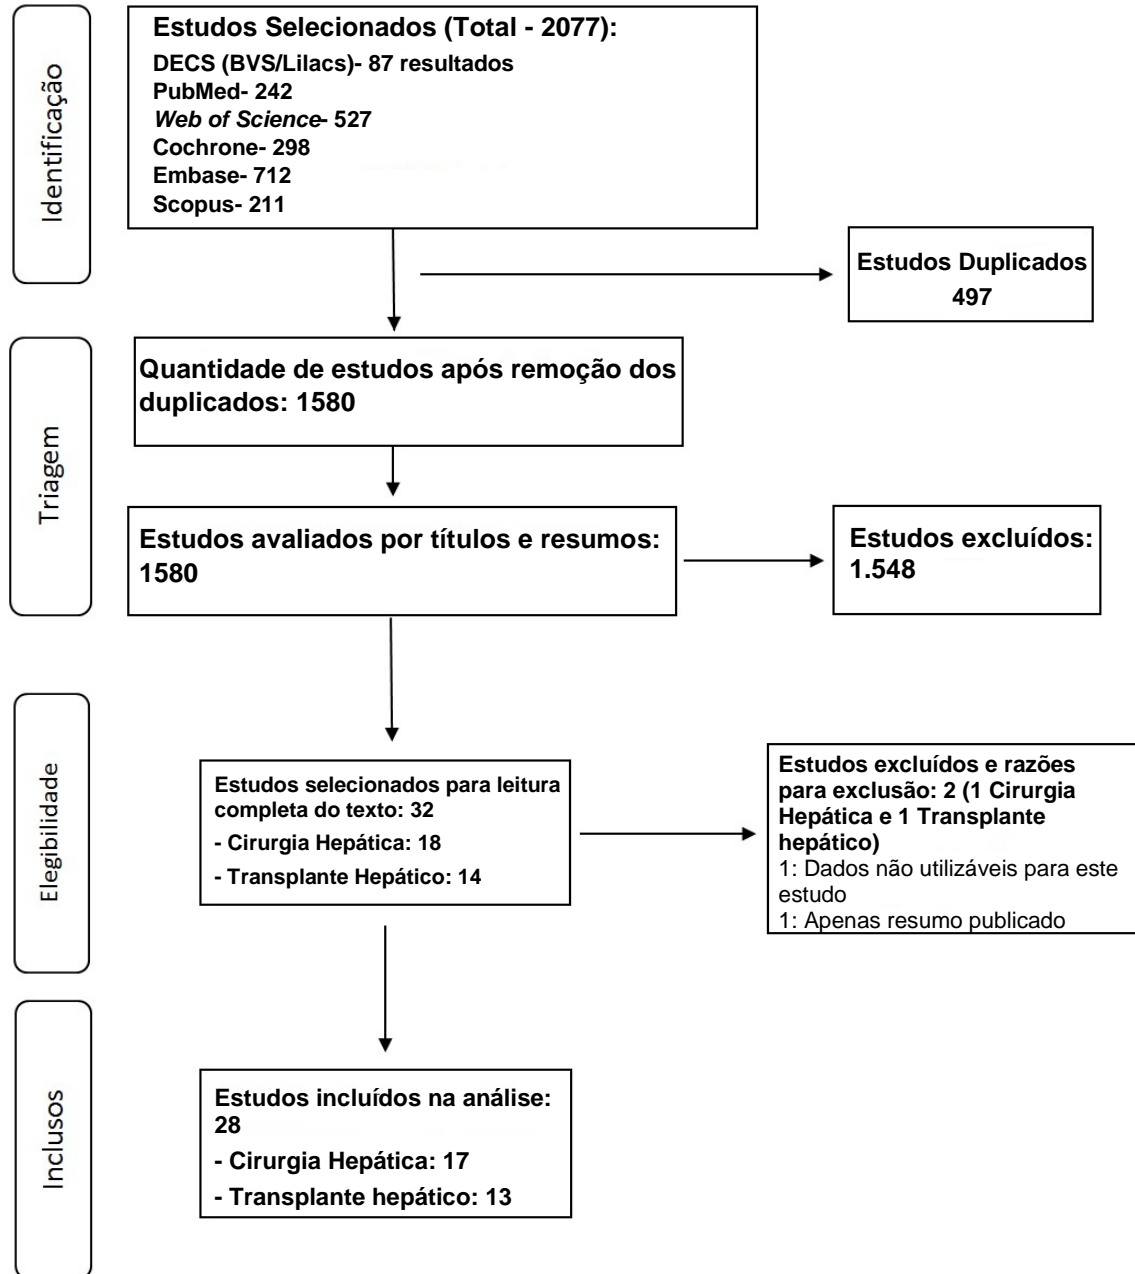 Identificação
Estudos Selecionados (Total - 2077):
DECS (BVS/Lilacs)- 87 resultados
PubMed- 242
Web of Science- 527
Cochrone- 298
Embase- 712
Scopus- 211
Estudos Duplicados
497
Triagem
Quantidade de estudos após remoção dos
duplicados: 1580
Estudos avaliados por títulos e resumos:
1580
Estudos excluídos:
1.548
Elegibilidade
Estudos selecionados para leitura
completa do texto: 32
- Cirurgia Hepática: 18
- Transplante Hepático: 14
Estudos excluídos e razões
para exclusão: 2 (1 Cirurgia
Hepática e 1 Transplante
hepático)
1: Dados não utilizáveis para este
estudo
1: Apenas resumo publicado
Inclusos
Estudos incluídos na análise:
28
- Cirurgia Hepática: 17
- Transplante hepático: 13